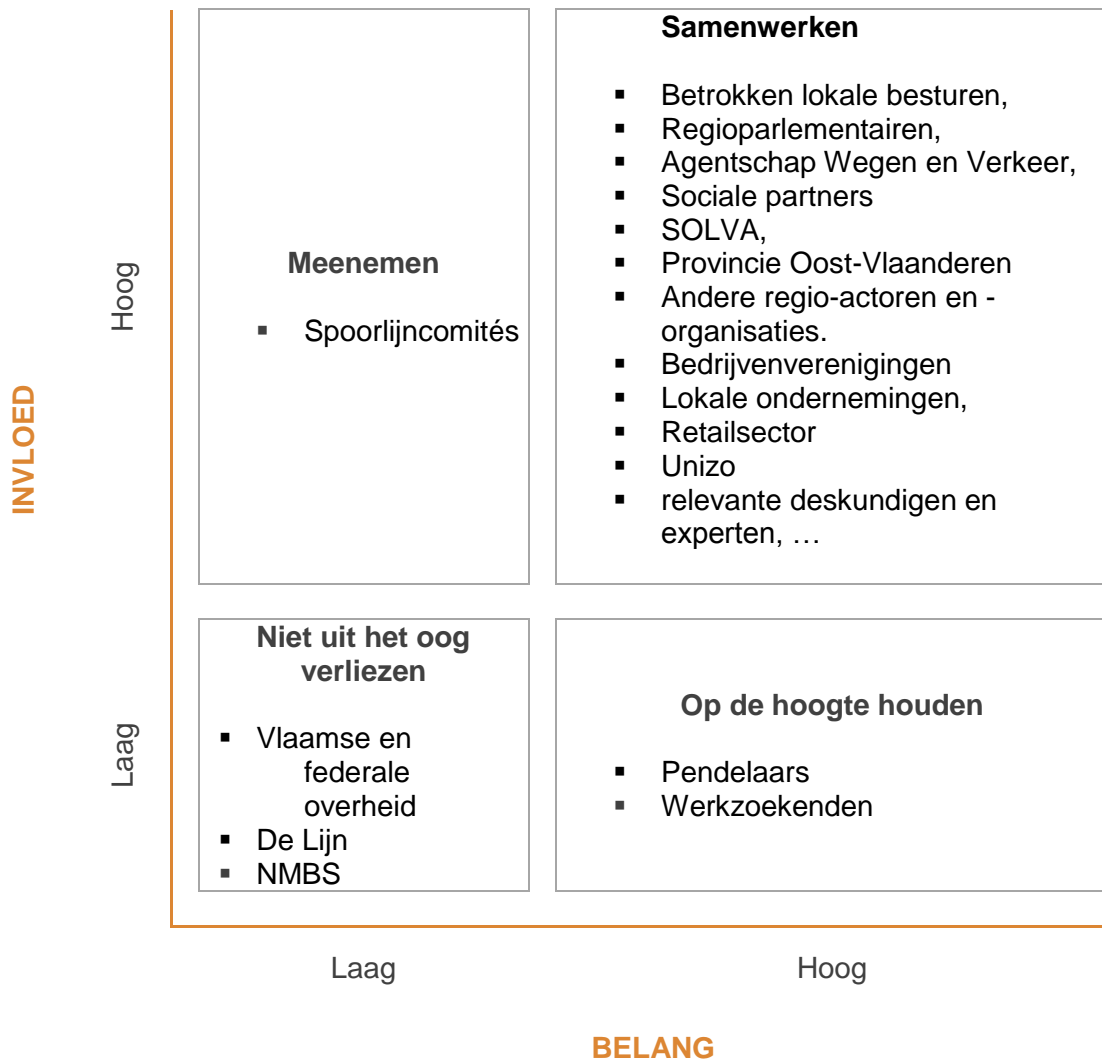 INVLOED
Hoog
Laag
Meenemen
▪ Spoorlijncomités
Samenwerken
▪ Betrokken lokale besturen,
▪ Regioparlementairen,
▪ Agentschap Wegen en Verkeer,
▪ Sociale partners
▪ SOLVA,
▪ Provincie Oost-Vlaanderen
▪ Andere regio-actoren en -
organisaties.
▪ Bedrijvenverenigingen
▪ Lokale ondernemingen,
▪ Retailsector
▪ Unizo
▪ relevante deskundigen en
experten, …
Niet uit het oog
verliezen
▪ Vlaamse en
federale
overheid
▪ De Lijn
▪ NMBS
Op de hoogte houden
▪ Pendelaars
▪ Werkzoekenden
Laag
Hoog
BELANG